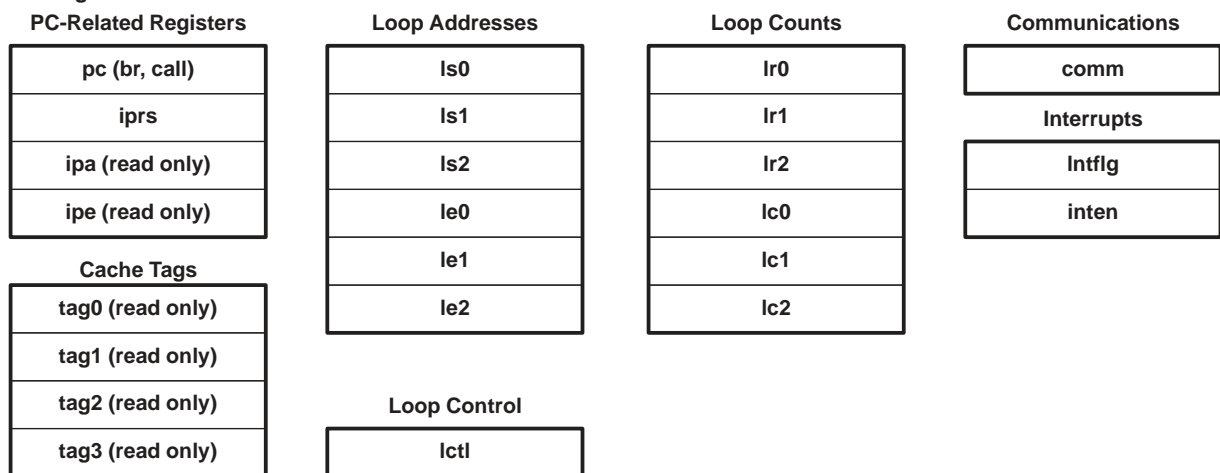 PC-Related Registers
pc (br, call)
iprs
ipa (read only)
ipe (read only)
Cache Tags
tag0 (read only)
tag1 (read only)
tag2 (read only)
tag3 (read only)
Loop Addresses
ls0
ls1
ls2
le0
le1
le2
Loop Control
lctl
Loop Counts
lr0
lr1
lr2
lc0
lc1
lc2
Communications
comm
Interrupts
Intflg
inten